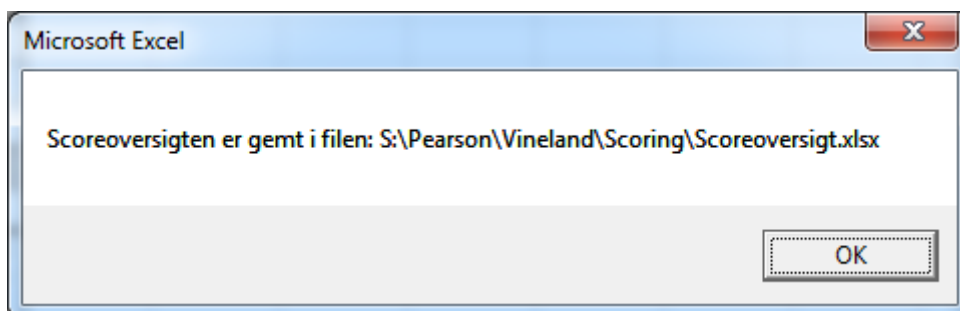 Microsoft Excel
Scoreoversigten er gemt i filen: S:\Pearson\Vineland\Scoring\Scoreoversigt.xlsx
OK